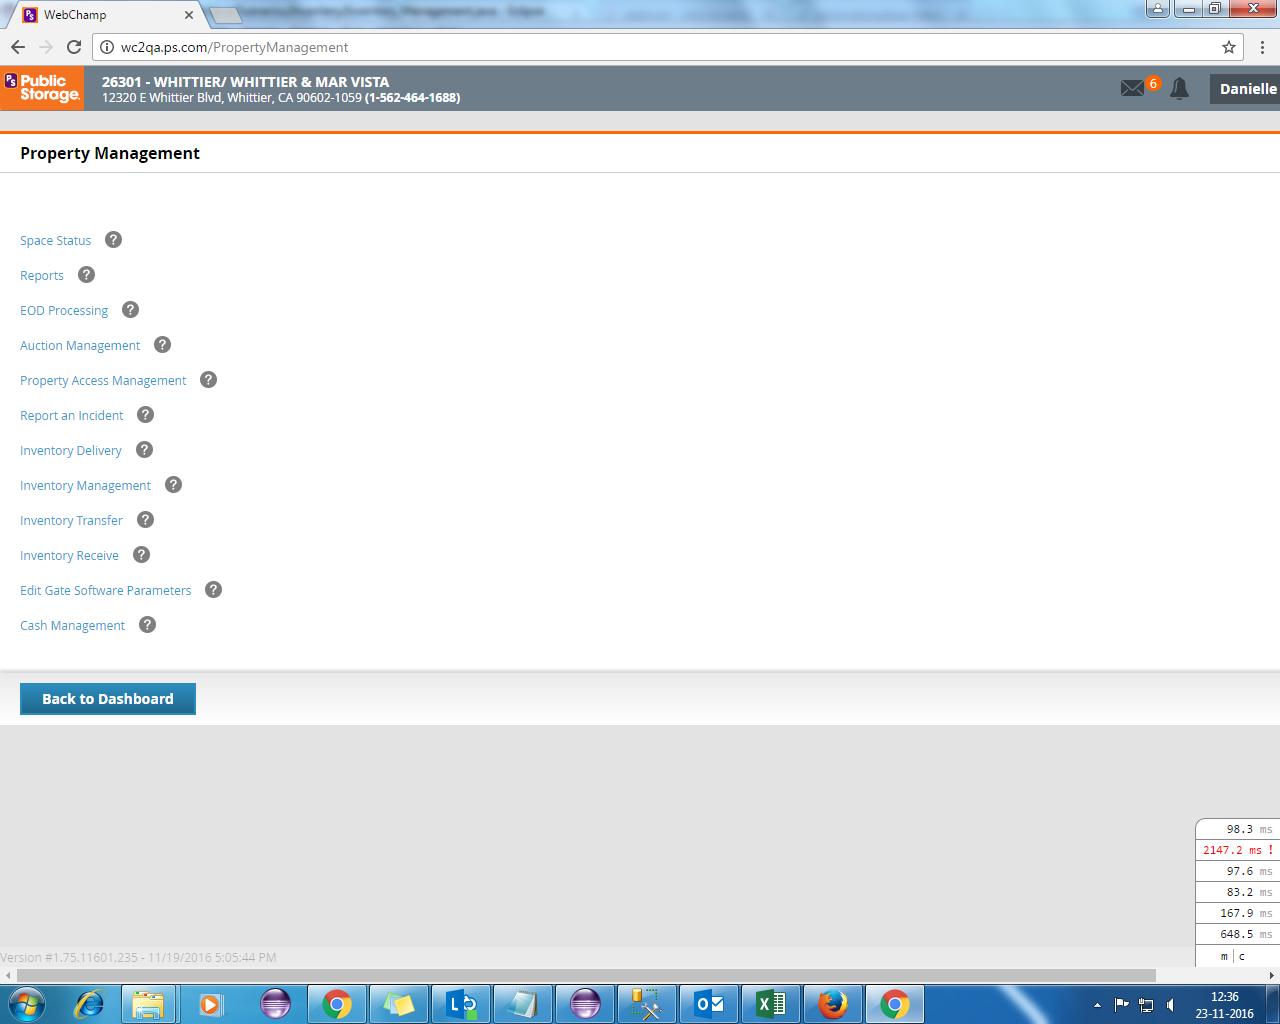 WebChamp
wc2qa.ps.com/PropertyManagement
PS Public Storage.
26301 - WHITTIER/ WHITTIER & MAR VISTA
12320 E Whittier Blvd, Whittier, CA 90602-1059 (1-562-464-1688)
6
Danielle
Property Management
Space Status ?
Reports ?
EOD Processing ?
Auction Management ?
Property Access Management ?
Report an Incident ?
Inventory Delivery ?
Inventory Management ?
Inventory Transfer ?
Inventory Receive ?
Edit Gate Software Parameters ?
Cash Management ?
Back to Dashboard
98.3 ms
2147.2 ms !
97.6 ms
83.2 ms
167.9 ms
648.5 ms
m | c
Version #1.75.11601.235 - 11/19/2016 5:05:44 PM
12:36
23-11-2016